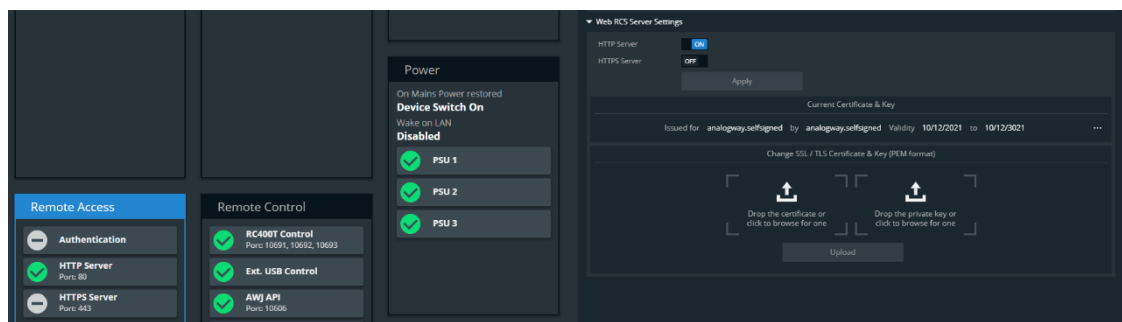 Power
On Mains Power restored
Device Switch On
Wake on LAN
Disabled
PSU 1
PSU 2
PSU 3
Remote Access
Authentication
HTTP Server
Port: 80
HTTPS Server
Port: 443
Remote Control
RC400T Control
Port: 10691, 10692, 10693
Ext. USB Control
AWJ API
Port: 10606
Web RCS Server Settings
HTTP Server ON
HTTPS Server OFF
Apply
Current Certificate & Key
Issued for analogway.selfsigned by analogway.selfsigned Validity 10/12/2021 to 10/12/3021 ...
Change SSL / TLS Certificate & Key (PEM format)
Drop the certificate or
click to browse for one
Drop the private key or
click to browse for one
Upload